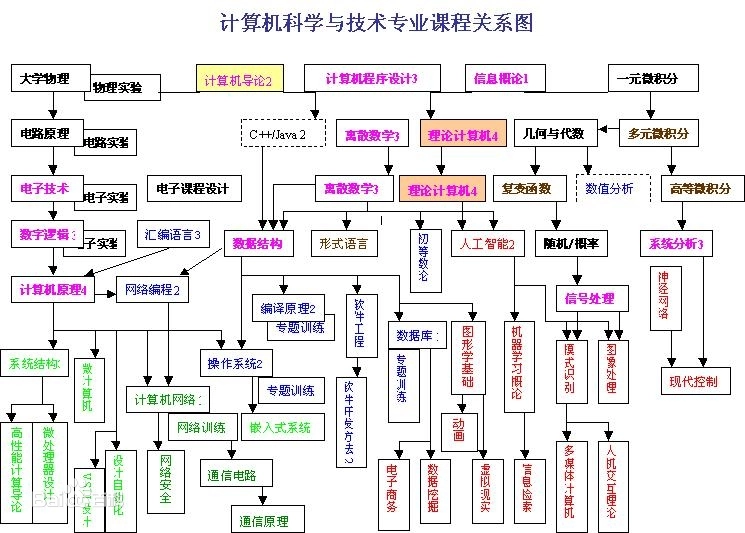 计算机科学与技术专业课程关系图
大学物理
物理实验
计算机导论2
计算机程序设计3
信息概论1
一元微积分
电路原理
电路实验
C++/Java 2
离散数学3
理论计算机4
几何与代数
多元微积分
电子技术
电子实验
电子课程设计
离散数学3
理论计算机4
复变函数
数值分析
高等微积分
数字逻辑3
电子实验
汇编语言3
数据结构
形式语言
初等数论
人工智能2
随机/概率
系统分析3
计算机原理4
网络编程2
编译原理2
专题训练
软件工程
数据库
图形学基础
机器学习概论
信号处理
神经网络
系统结构
数计算机
操作系统2
专题训练
软件开发方法2
专题训练
模式识别
图象处理
现代控制
计算机网络
网络训练
嵌入式系统
动画
高性能计算导论
微处理器设计
设计自动化
网络安全
通信电路
通信原理
电子商务
数据挖掘
虚拟现实
信息检索
多媒体计算机
人机交互理论